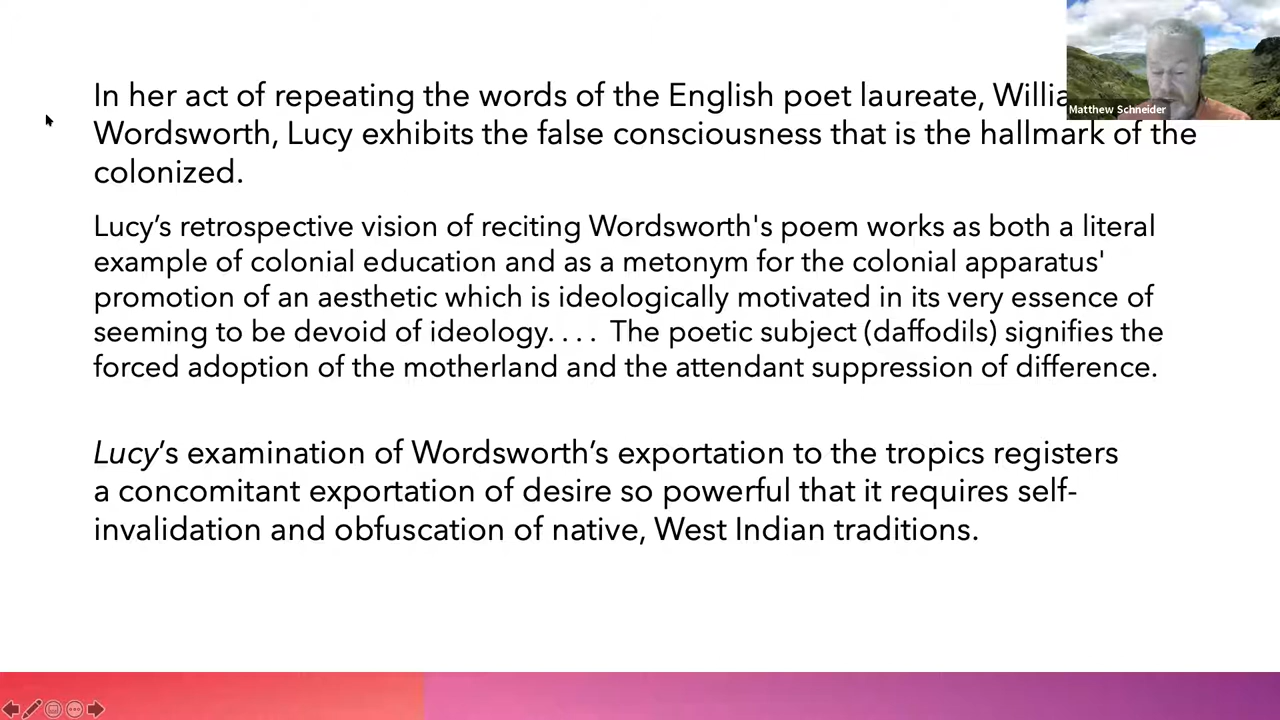 In her act of repeating the words of the English poet laureate,
Matthew Schneider
Wordsworth, Lucy exhibits the false consciousness that is the hallmark of the
colonized.
Lucy’s retrospective vision of reciting Wordsworth's poem works as both a literal
example of colonial education and as a metonym for the colonial apparatus'
promotion of an aesthetic which is ideologically motivated in its very essence of
seeming to be devoid of ideology. . . . The poetic subject (daffodils) signifies the
forced adoption of the motherland and the attendant suppression of difference.
Lucy’s examination of Wordsworth’s exportation to the tropics registers
a concomitant exportation of desire so powerful that it requires self-
invalidation and obfuscation of native, West Indian traditions.